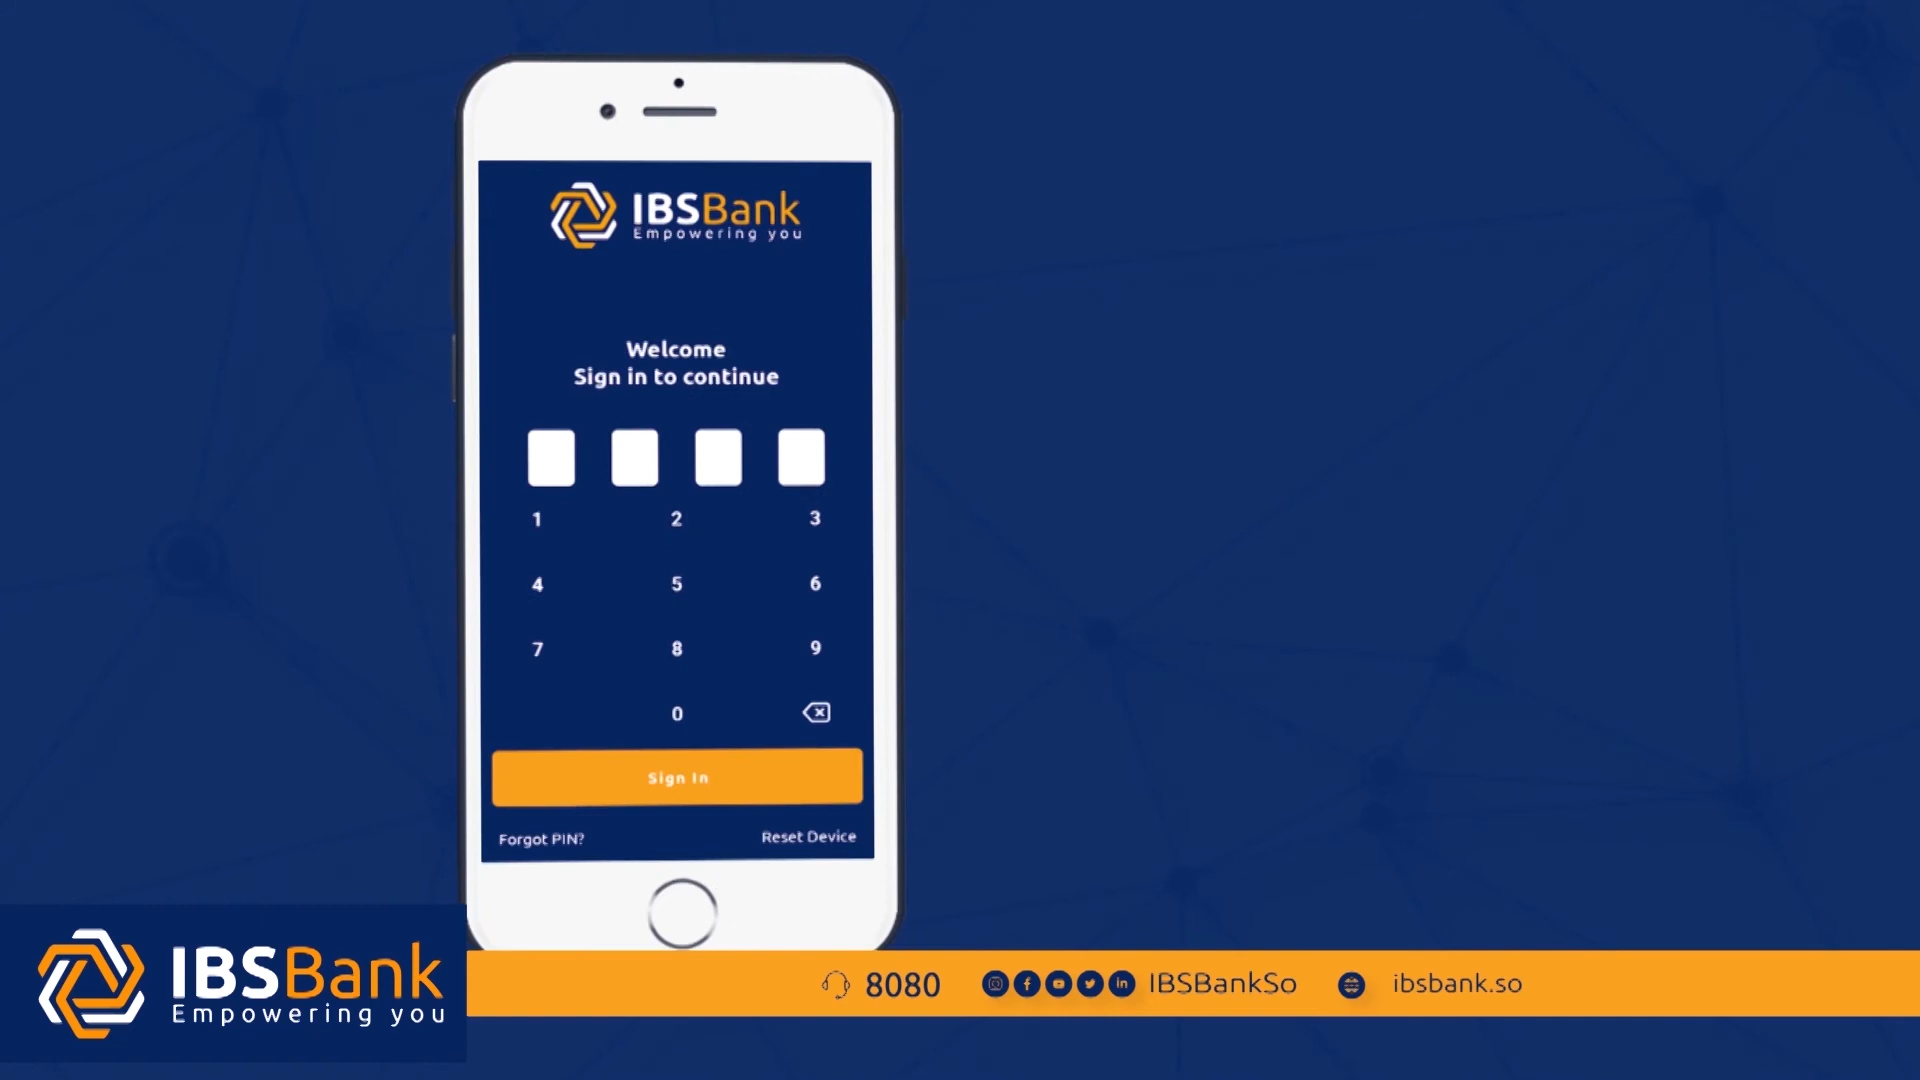 IBSBank
Empowering you
Welcome
Sign in to continue
1 2 3
4 5 6
7 8 9
0
Sign In
Forgot PIN? Reset Device
IBSBank
Empowering you
8080 IBSBankSo ibsbank.so